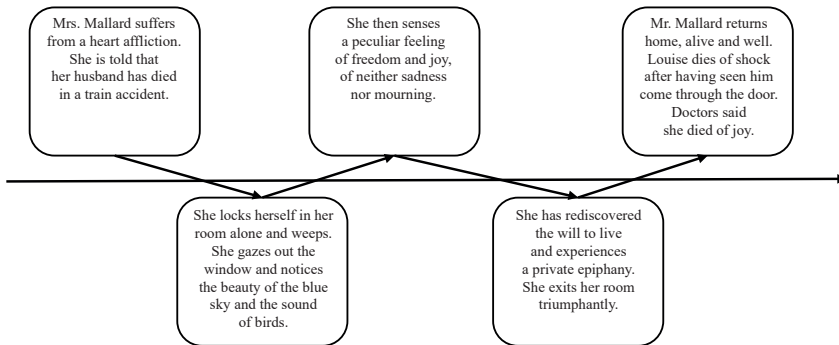 Mrs. Mallard suffers
from a heart affliction.
She is told that
her husband has died
in a train accident.
She locks herself in her
room alone and weeps.
She gazes out the
window and notices
the beauty of the blue
sky and the sound
of birds.
She then senses
a peculiar feeling
of freedom and joy,
of neither sadness
nor mourning.
She has rediscovered
the will to live
and experiences
a private epiphany.
She exits her room
triumphantly.
Mr. Mallard returns
home, alive and well.
Louise dies of shock
after having seen him
come through the door.
Doctors said
she died of joy.